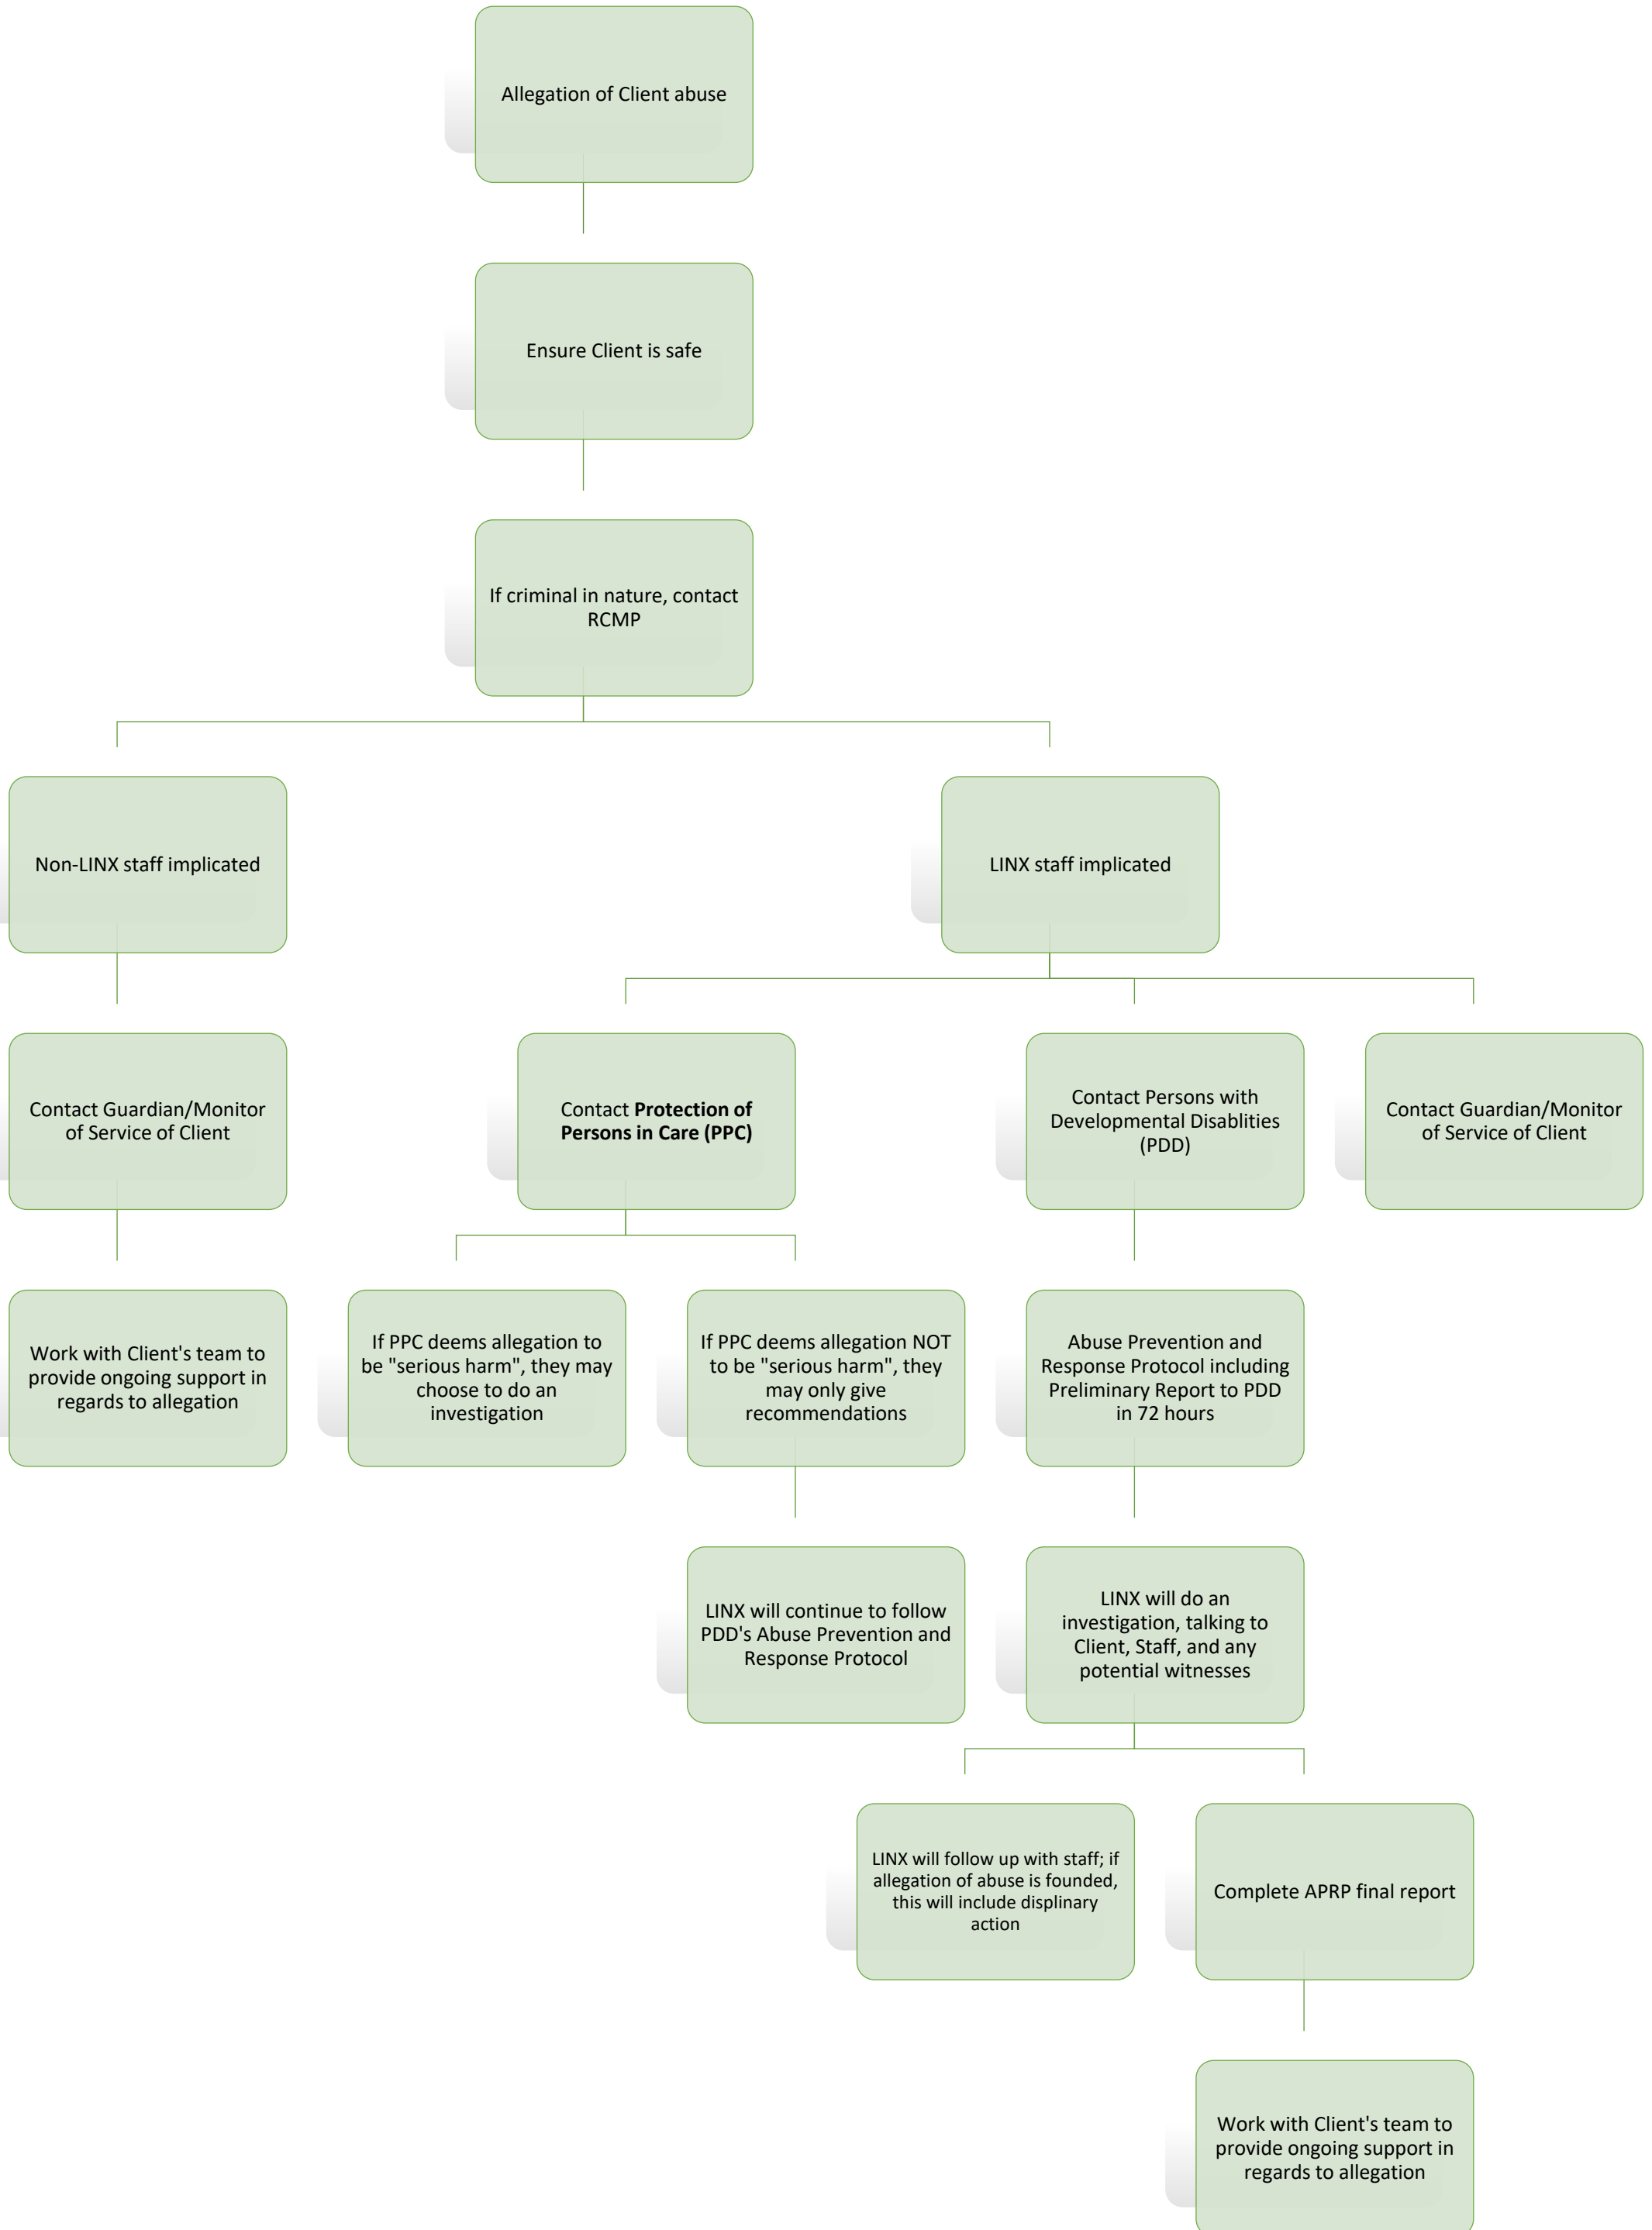 Allegation of Client abuse
Ensure Client is safe
If criminal in nature, contact
RCMP
Non-LINX staff implicated
LINX staff implicated
Contact Guardian/Monitor
of Service of Client
Contact Protection of
Persons in Care (PPC)
Contact Persons with
Developmental Disablities
(PDD)
Contact Guardian/Monitor
of Service of Client
Work with Client's team to
provide ongoing support in
regards to allegation
If PPC deems allegation to
be "serious harm", they may
choose to do an
investigation
If PPC deems allegation NOT
to be "serious harm", they
may only give
recommendations
Abuse Prevention and
Response Protocol including
Preliminary Report to PDD
in 72 hours
LINX will continue to follow
PDD's Abuse Prevention and
Response Protocol
LINX will do an
investigation, talking to
Client, Staff, and any
potential witnesses
LINX will follow up with staff; if
allegation of abuse is founded,
this will include displinary
action
Complete APRP final report
Work with Client's team to
provide ongoing support in
regards to allegation